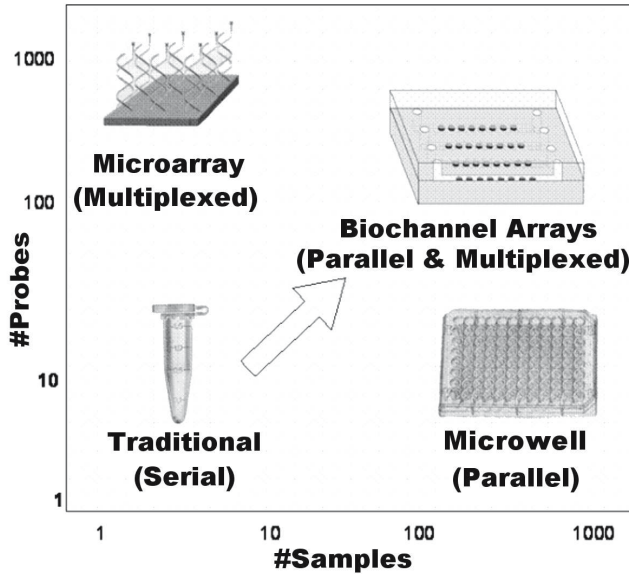 1000
Microarray
(Multiplexed)
100
Biochannel Arrays
(Parallel & Multiplexed)
#Probes
10
Traditional
(Serial)
Microwell
(Parallel)
1
1
10
100
1000
#Samples